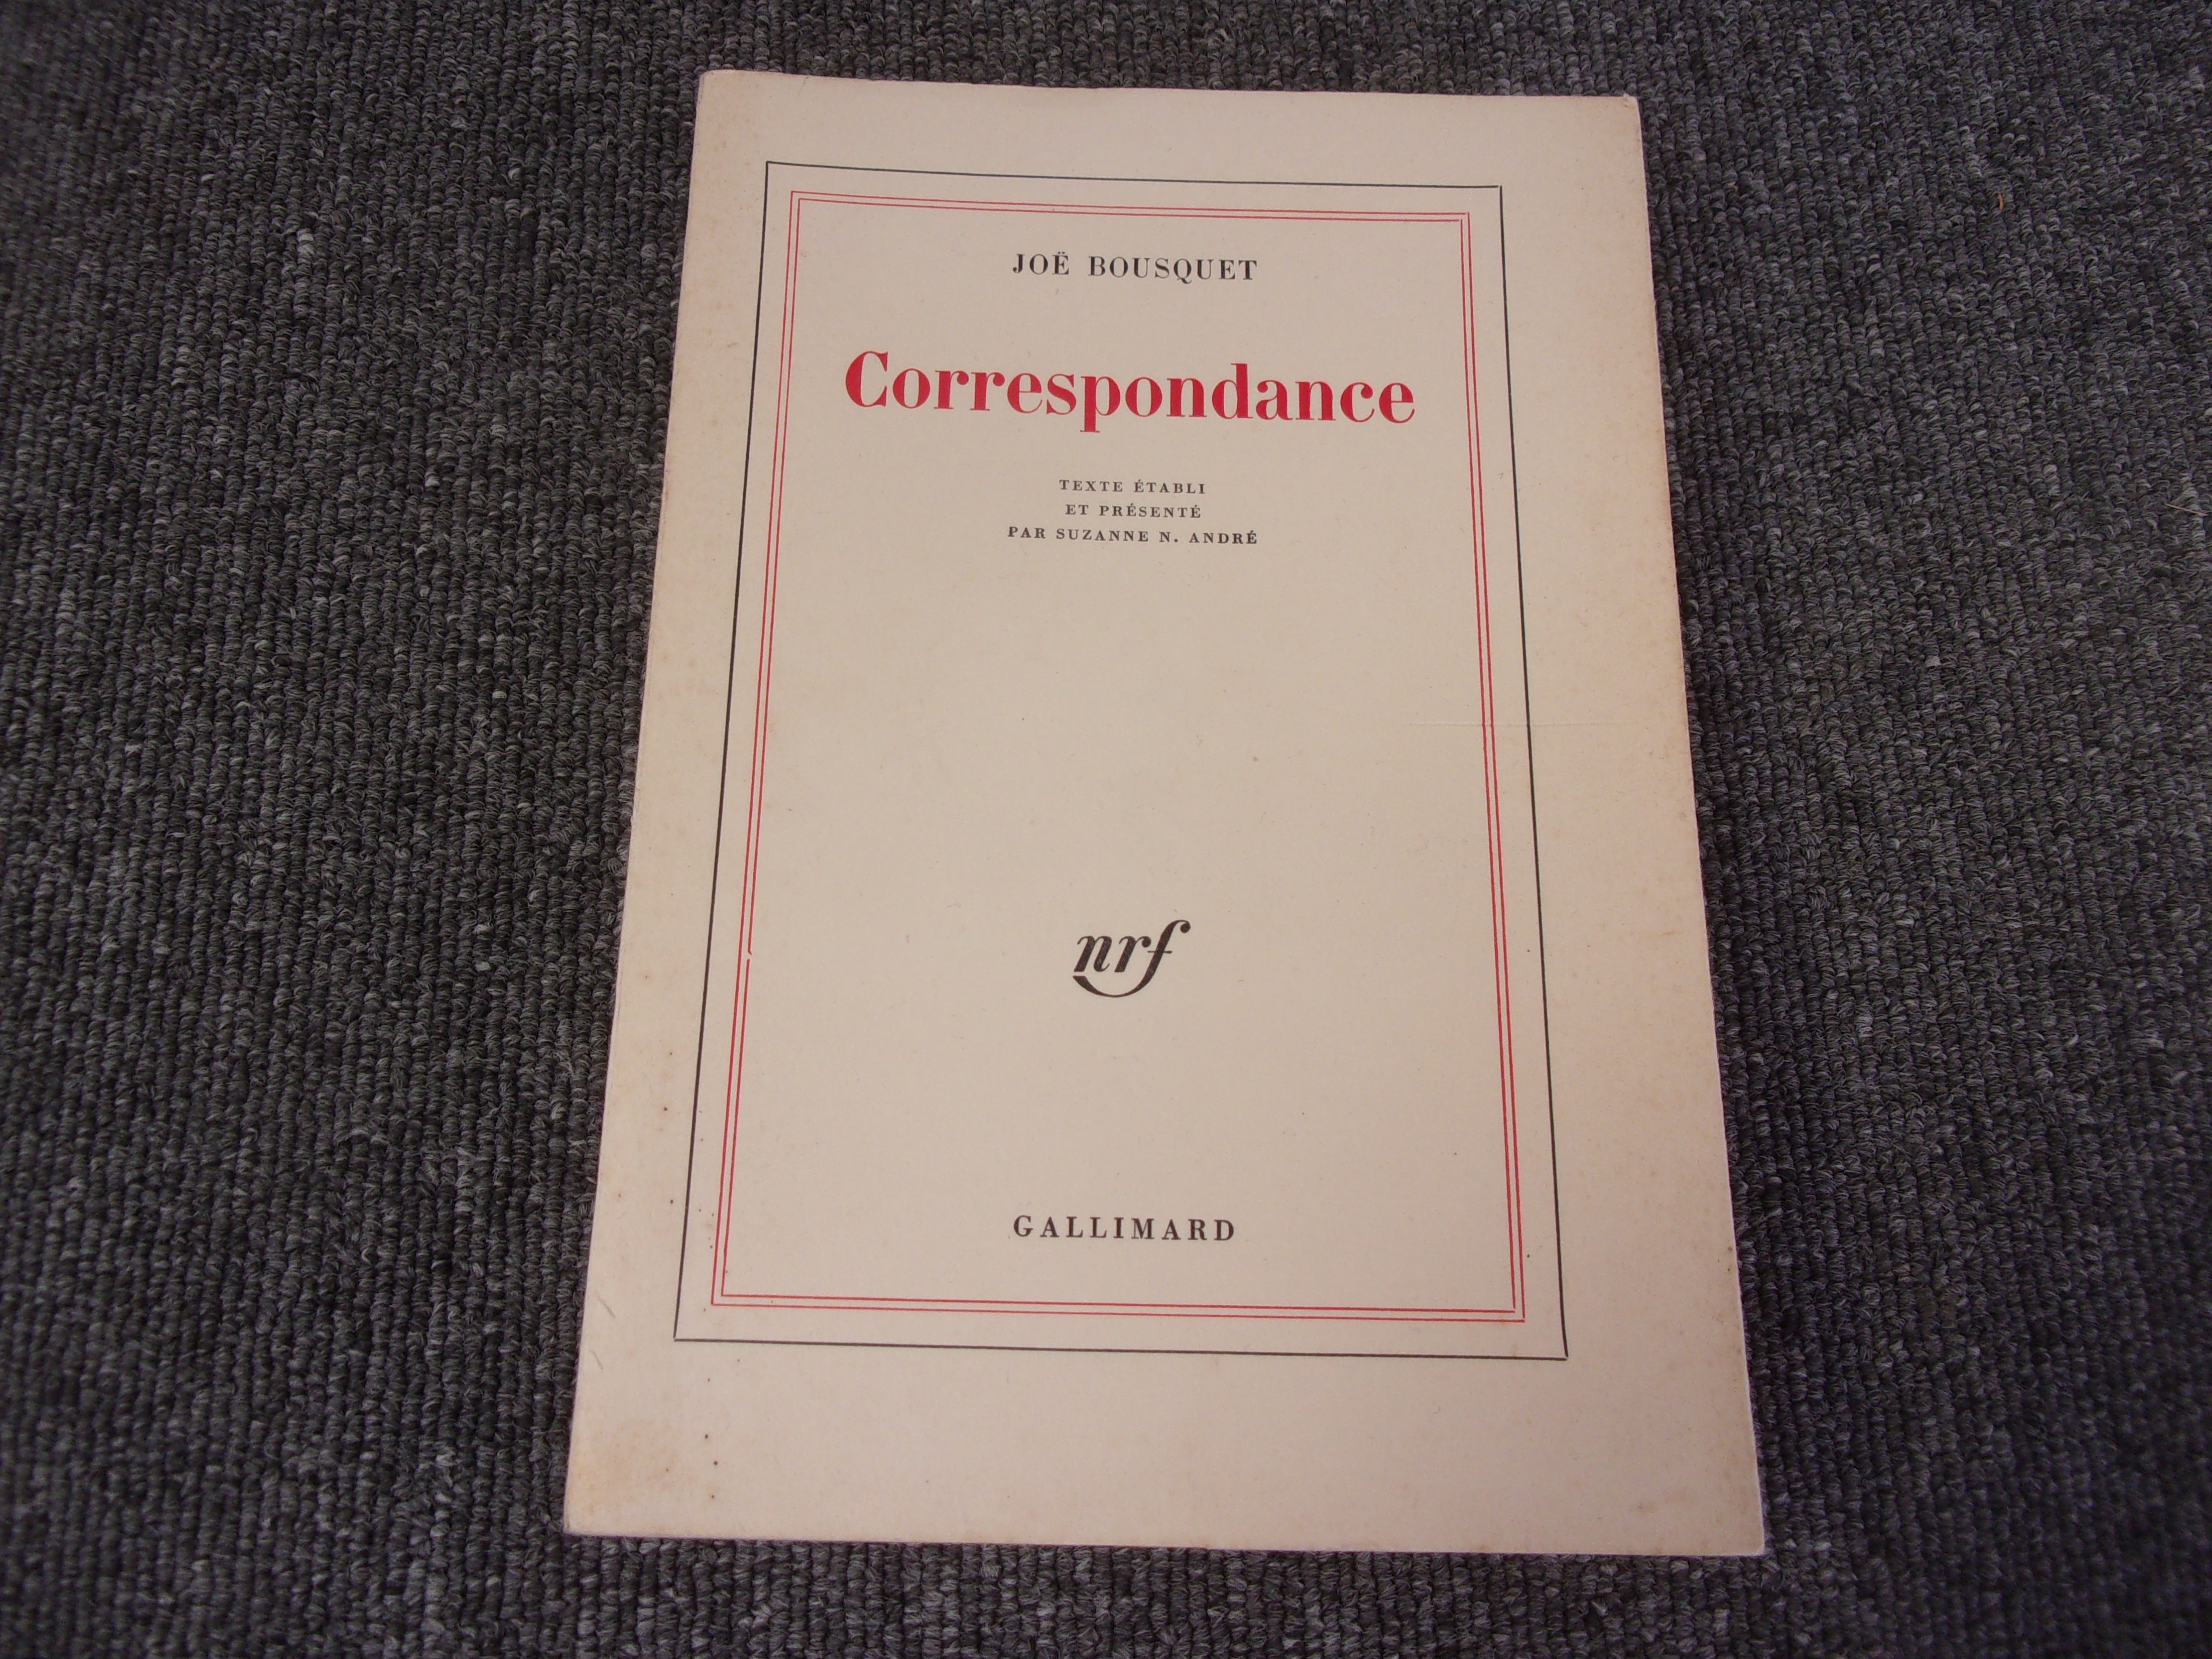 JOË BOUSQUET
Correspondance
TEXTE ÉTABLI
ET PRÉSENTÉ
PAR SUZANNE N. ANDRÉ
nrf
GALLIMARD